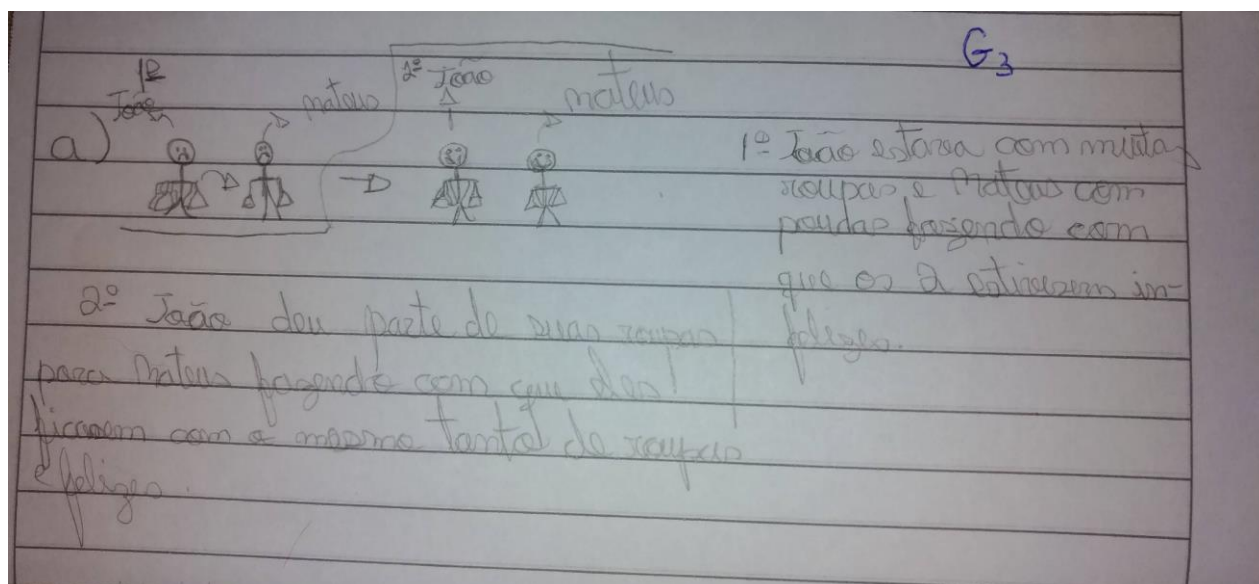 G3
1º
João
mateus
2º João
mateus
a)
1º João estava com muitas
roupas e Mateus com
poucas fazendo com
que os 2 estivessem in-
felizes.
2º João deu parte de suas roupas
para Mateus fazendo com que eles
ficassem com o mesmo tanto de roupas
e felizes.